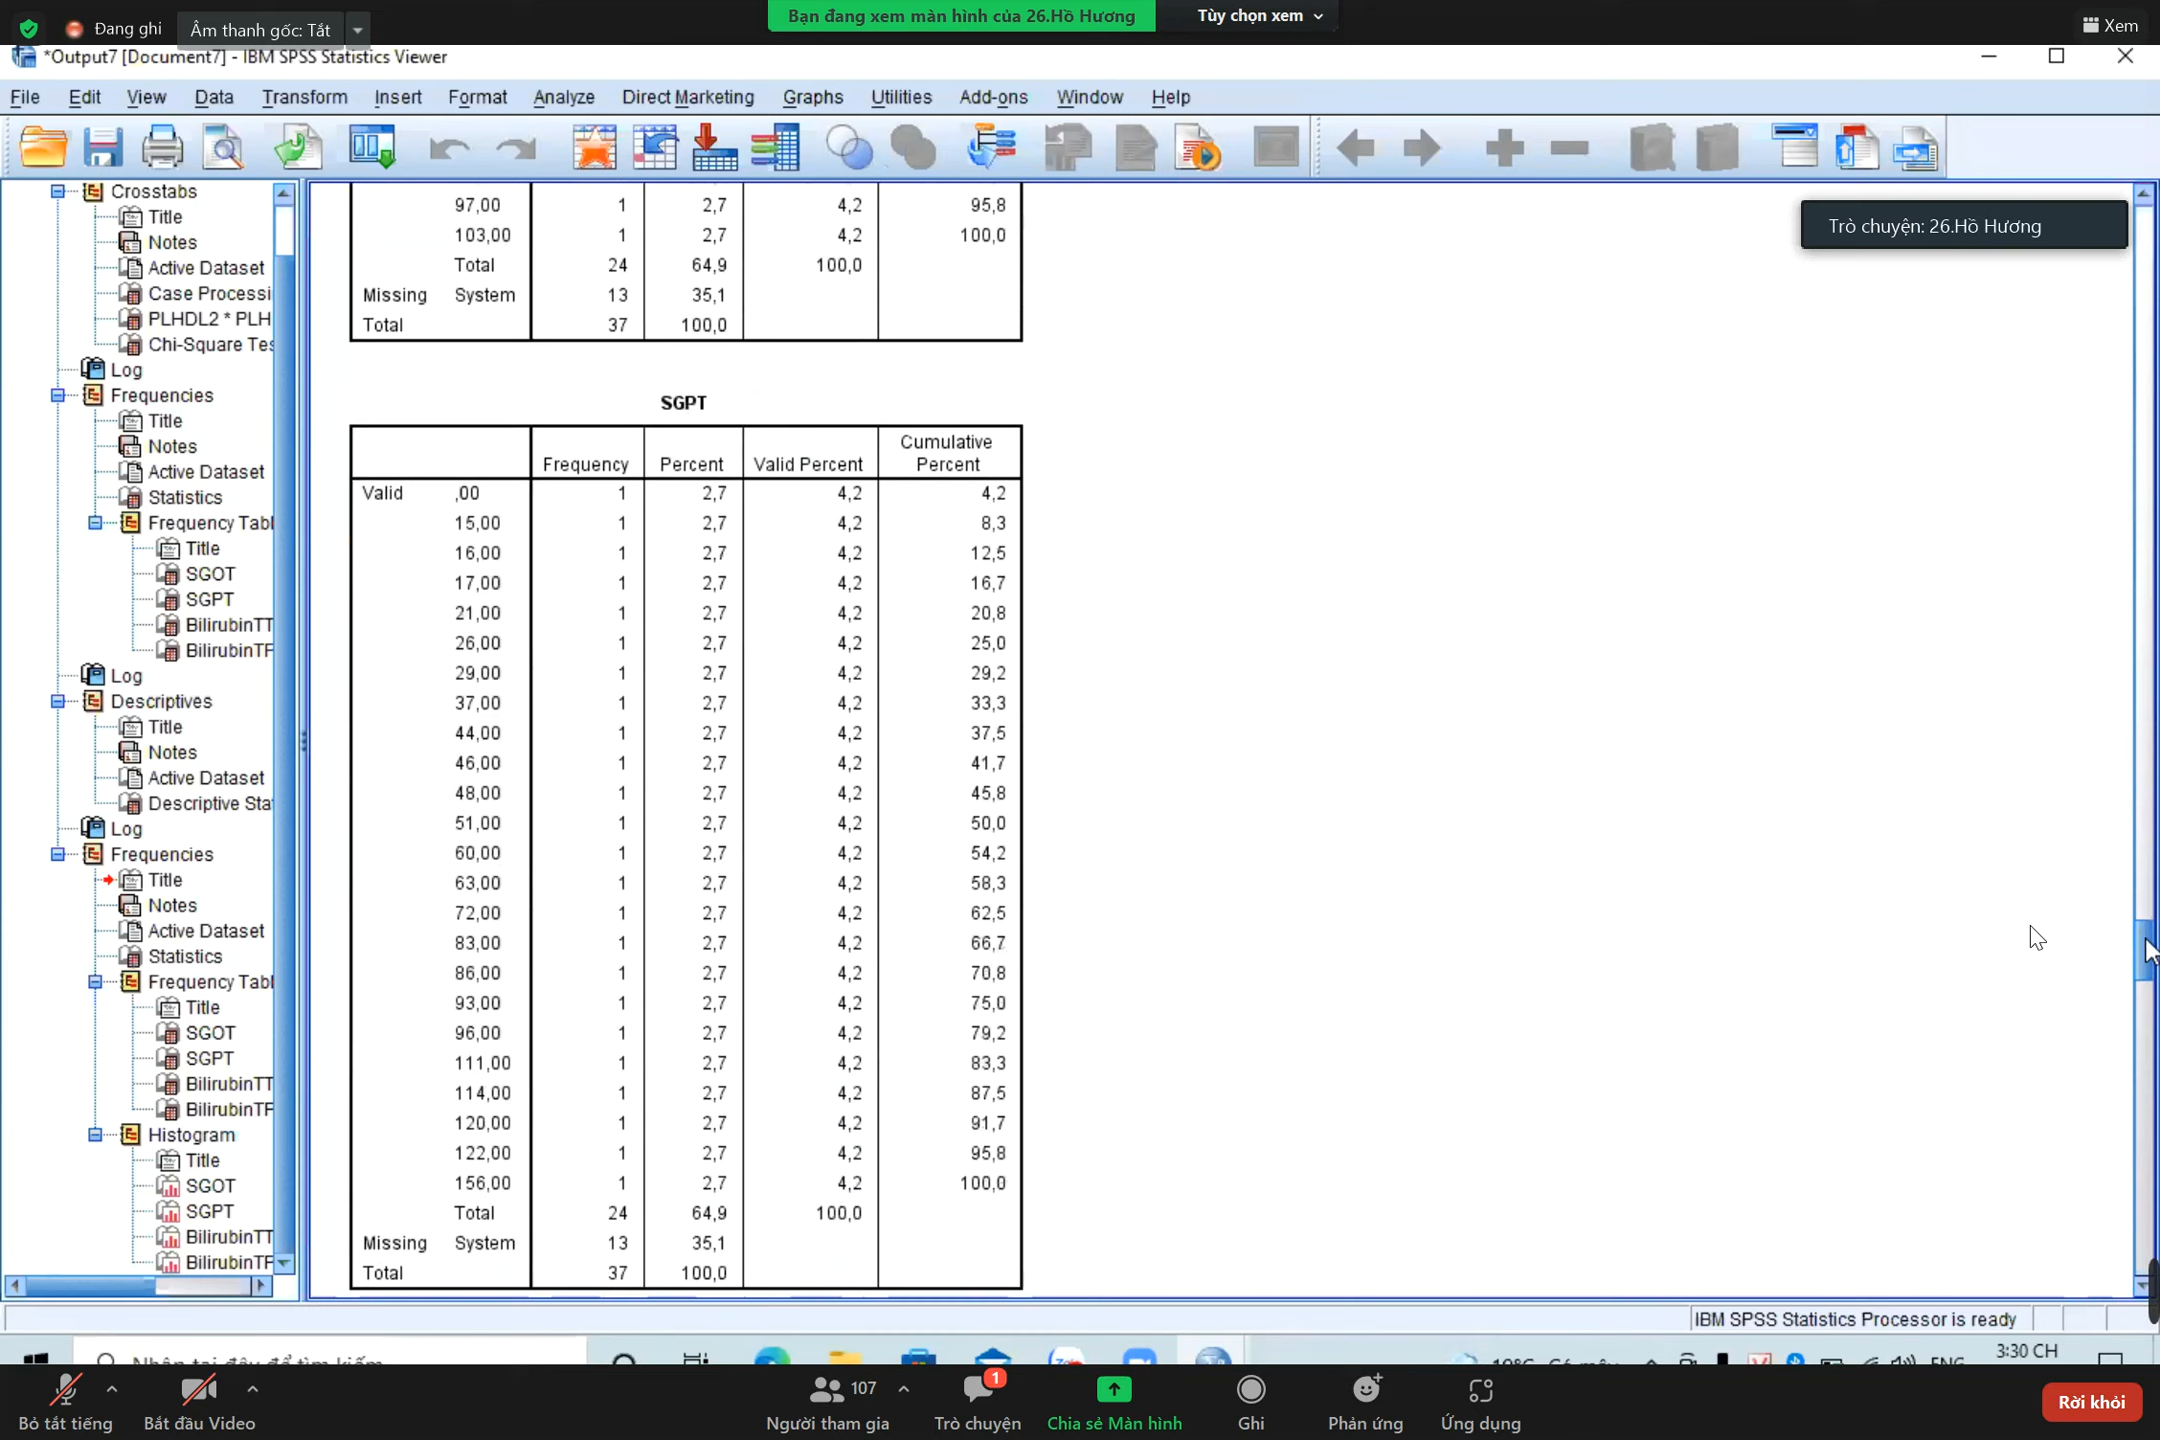 Đang ghi
Âm thanh gốc: Tắt
Bạn đang xem màn hình của 26.Hồ Hương
Tùy chọn xem
Xem
*Output7 [Document7] - IBM SPSS Statistics Viewer
File Edit View Data Transform Insert Format Analyze Direct Marketing Graphs Utilities Add-ons Window Help
Trò chuyện: 26.Hồ Hương
Crosstabs
Title
Notes
Active Dataset
Case Processi
PLHDL2 * PLH
Chi-Square Tes
Log
Frequencies
Title
Notes
Active Dataset
Statistics
Frequency Tabl
Title
SGOT
SGPT
BilirubinTT
BilirubinTF
Log
Descriptives
Title
Notes
Active Dataset
Descriptive Sta
Log
Frequencies
Title
Notes
Active Dataset
Statistics
Frequency Tabl
Title
SGOT
SGPT
BilirubinTT
BilirubinTF
Histogram
Title
SGOT
SGPT
BilirubinTT
BilirubinTF
97,00 1 2,7 4,2 95,8
103,00 1 2,7 4,2 100,0
Total 24 64,9 100,0
Missing System 13 35,1
Total 37 100,0
SGPT
Frequency Percent Valid Percent Cumulative Percent
Valid ,00 1 2,7 4,2 4,2
15,00 1 2,7 4,2 8,3
16,00 1 2,7 4,2 12,5
17,00 1 2,7 4,2 16,7
21,00 1 2,7 4,2 20,8
26,00 1 2,7 4,2 25,0
29,00 1 2,7 4,2 29,2
37,00 1 2,7 4,2 33,3
44,00 1 2,7 4,2 37,5
46,00 1 2,7 4,2 41,7
48,00 1 2,7 4,2 45,8
51,00 1 2,7 4,2 50,0
60,00 1 2,7 4,2 54,2
63,00 1 2,7 4,2 58,3
72,00 1 2,7 4,2 62,5
83,00 1 2,7 4,2 66,7
86,00 1 2,7 4,2 70,8
93,00 1 2,7 4,2 75,0
96,00 1 2,7 4,2 79,2
111,00 1 2,7 4,2 83,3
114,00 1 2,7 4,2 87,5
120,00 1 2,7 4,2 91,7
122,00 1 2,7 4,2 95,8
156,00 1 2,7 4,2 100,0
Total 24 64,9 100,0
Missing System 13 35,1
Total 37 100,0
IBM SPSS Statistics Processor is ready
3:30 CH
Bỏ tắt tiếng
Bắt đầu Video
107
Người tham gia
1
Trò chuyện
Chia sẻ Màn hình
Ghi
Phản ứng
Ứng dụng
Rời khỏi